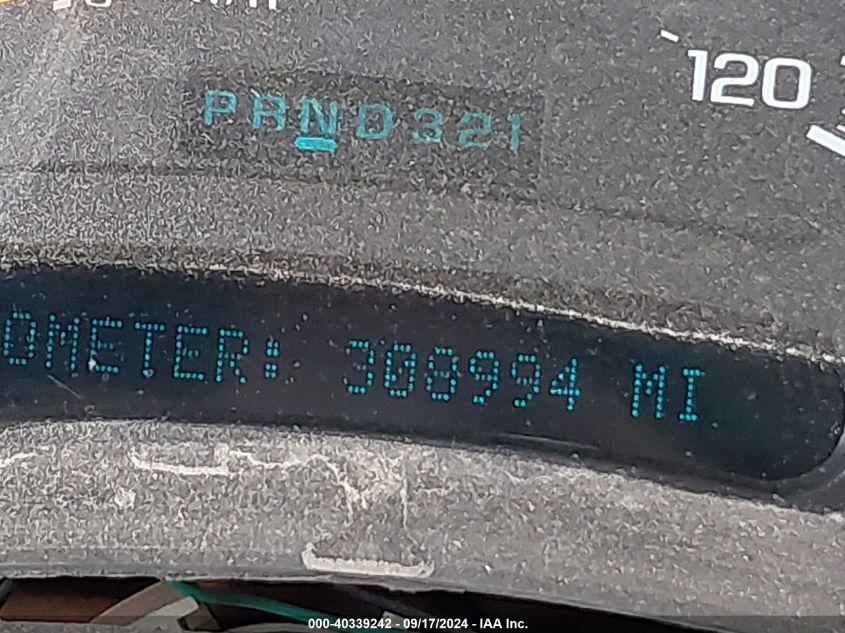 120
PRND321
OMETER: 308994 MI
000-40339242 - 09/17/2024 - IAA Inc.